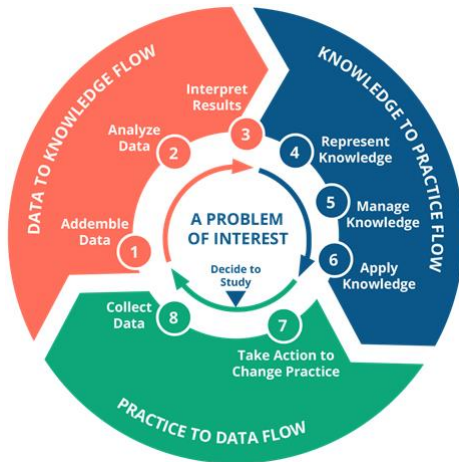 DATA TO KNOWLEDGE FLOW
KNOWLEDGE TO PRACTICE FLOW
PRACTICE TO DATA FLOW
A PROBLEM
OF INTEREST
Decide to
Study
1
Addemble
Data
2
Analyze
Data
3
Interpret
Results
4
Represent
Knowledge
5
Manage
Knowledge
6
Apply
Knowledge
7
Take Action to
Change Practice
8
Collect
Data